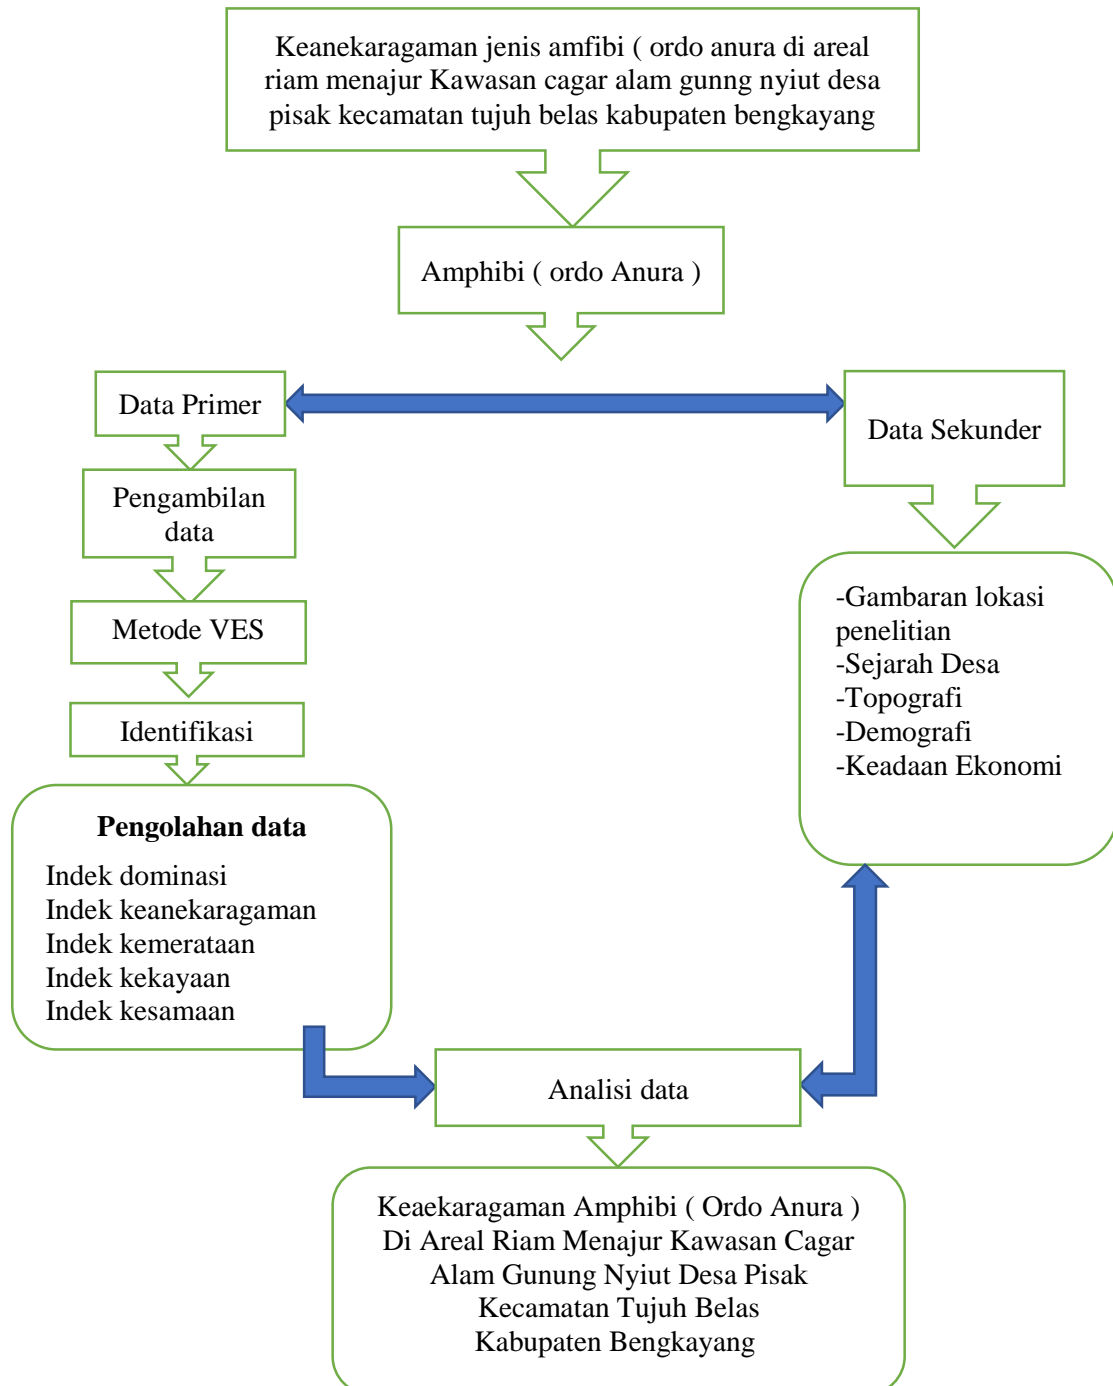 Keanekaragaman jenis amfibi ( ordo anura di areal
riam menajur Kawasan cagar alam gunng nyiut desa
pisak kecamatan tujuh belas kabupaten bengkayang
Amphibi ( ordo Anura )
Data Primer
Data Sekunder
Pengambilan
data
Metode VES
Identifikasi
-Gambaran lokasi
penelitian
-Sejarah Desa
-Topografi
-Demografi
-Keadaan Ekonomi
Pengolahan data
Indek dominasi
Indek keanekaragaman
Indek kemerataan
Indek kekayaan
Indek kesamaan
Analisi data
Keaekaragaman Amphibi ( Ordo Anura )
Di Areal Riam Menajur Kawasan Cagar
Alam Gunung Nyiut Desa Pisak
Kecamatan Tujuh Belas
Kabupaten Bengkayang